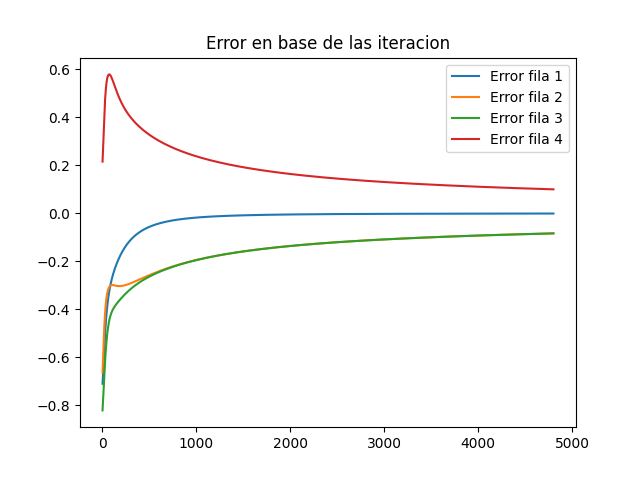 Error en base de las iteracion
Error fila 1
Error fila 2
Error fila 3
Error fila 4
0.6
0.4
0.2
0.0
−0.2
−0.4
−0.6
−0.8
0 1000 2000 3000 4000 5000